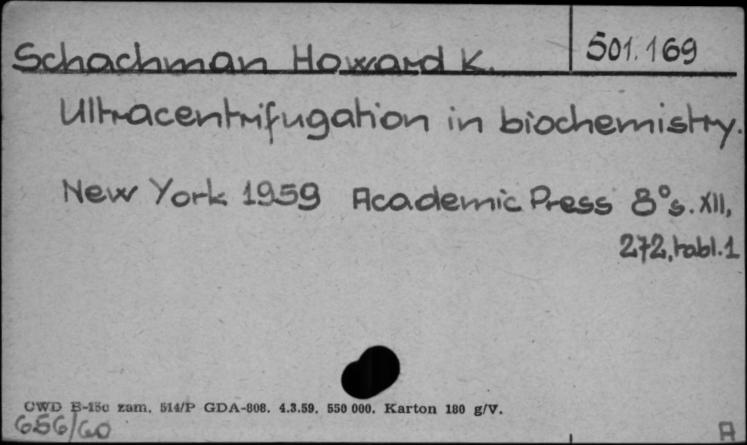 Schachman Howard K. 501.169
Ultracentrifugation in biochemistry.
New York 1959 Academic Press 8° s. XII,
272, tabl. 1
CWD B-15c zam. 514/P GDA-808. 4.3.59. 550 000. Karton 180 g/V.
656/60 A